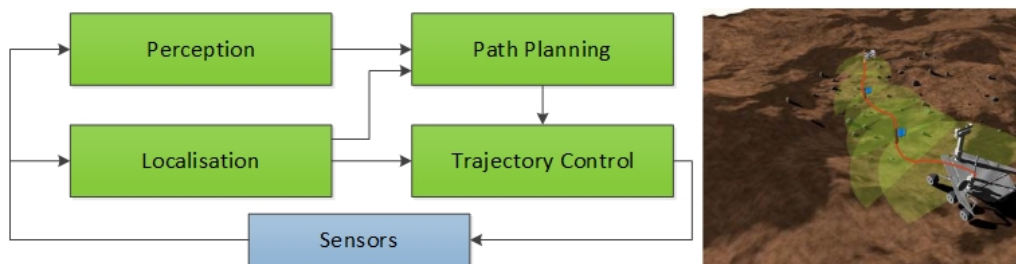 Perception
Path Planning
Localisation
Trajectory Control
Sensors